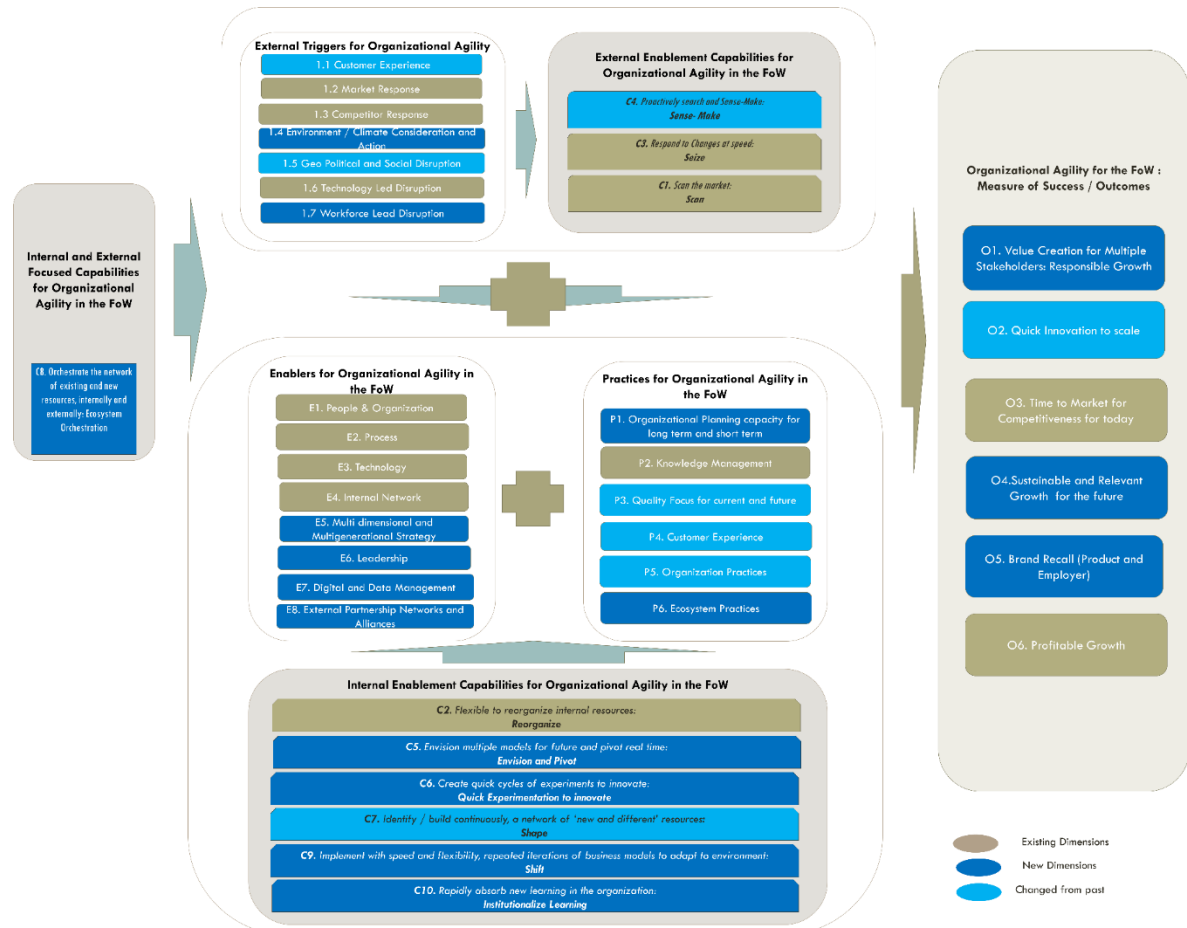 External Triggers for Organizational Agility
1.1 Customer Experience
1.2 Market Response
1.3 Competitor Response
1.4 Environment / Climate Consideration and
Action
1.5 Geo Political and Social Disruption
1.6 Technology Led Disruption
1.7 Workforce Lead Disruption
External Enablement Capabilities for
Organizational Agility in the FoW
C4. Proactively search and Sense-Make:
Sense- Make
C3. Respond to Changes at speed:
Seize
C1. Scan the market:
Scan
Internal and External
Focused Capabilities
for Organizational
Agility in the FoW
C8. Orchestrate the network
of existing and new
resources, internally and
externally: Ecosystem
Orchestration
Enablers for Organizational Agility in
the FoW
E1. People & Organization
E2. Process
E3. Technology
E4. Internal Network
E5. Multi dimensional and
Multigenerational Strategy
E6. Leadership
E7. Digital and Data Management
E8. External Partnership Networks and
Alliances
Practices for Organizational Agility in
the FoW
P1. Organizational Planning capacity for
long term and short term
P2. Knowledge Management
P3. Quality Focus for current and future
P4. Customer Experience
P5. Organization Practices
P6. Ecosystem Practices
Internal Enablement Capabilities for Organizational Agility in the FoW
C2. Flexible to reorganize internal resources:
Reorganize
C5. Envision multiple models for future and pivot real time:
Envision and Pivot
C6. Create quick cycles of experiments to innovate:
Quick Experimentation to innovate
C7. Identify / build continuously, a network of 'new and different' resources:
Shape
C9. Implement with speed and flexibility, repeated iterations of business models to adapt to environment:
Shift
C10. Rapidly absorb new learning in the organization:
Institutionalize Learning
Organizational Agility for the FoW :
Measure of Success / Outcomes
O1. Value Creation for Multiple
Stakeholders: Responsible Growth
O2. Quick Innovation to scale
O3. Time to Market for
Competitiveness for today
O4.Sustainable and Relevant
Growth for the future
O5. Brand Recall (Product and
Employer)
O6. Profitable Growth
Existing Dimensions
New Dimensions
Changed from past